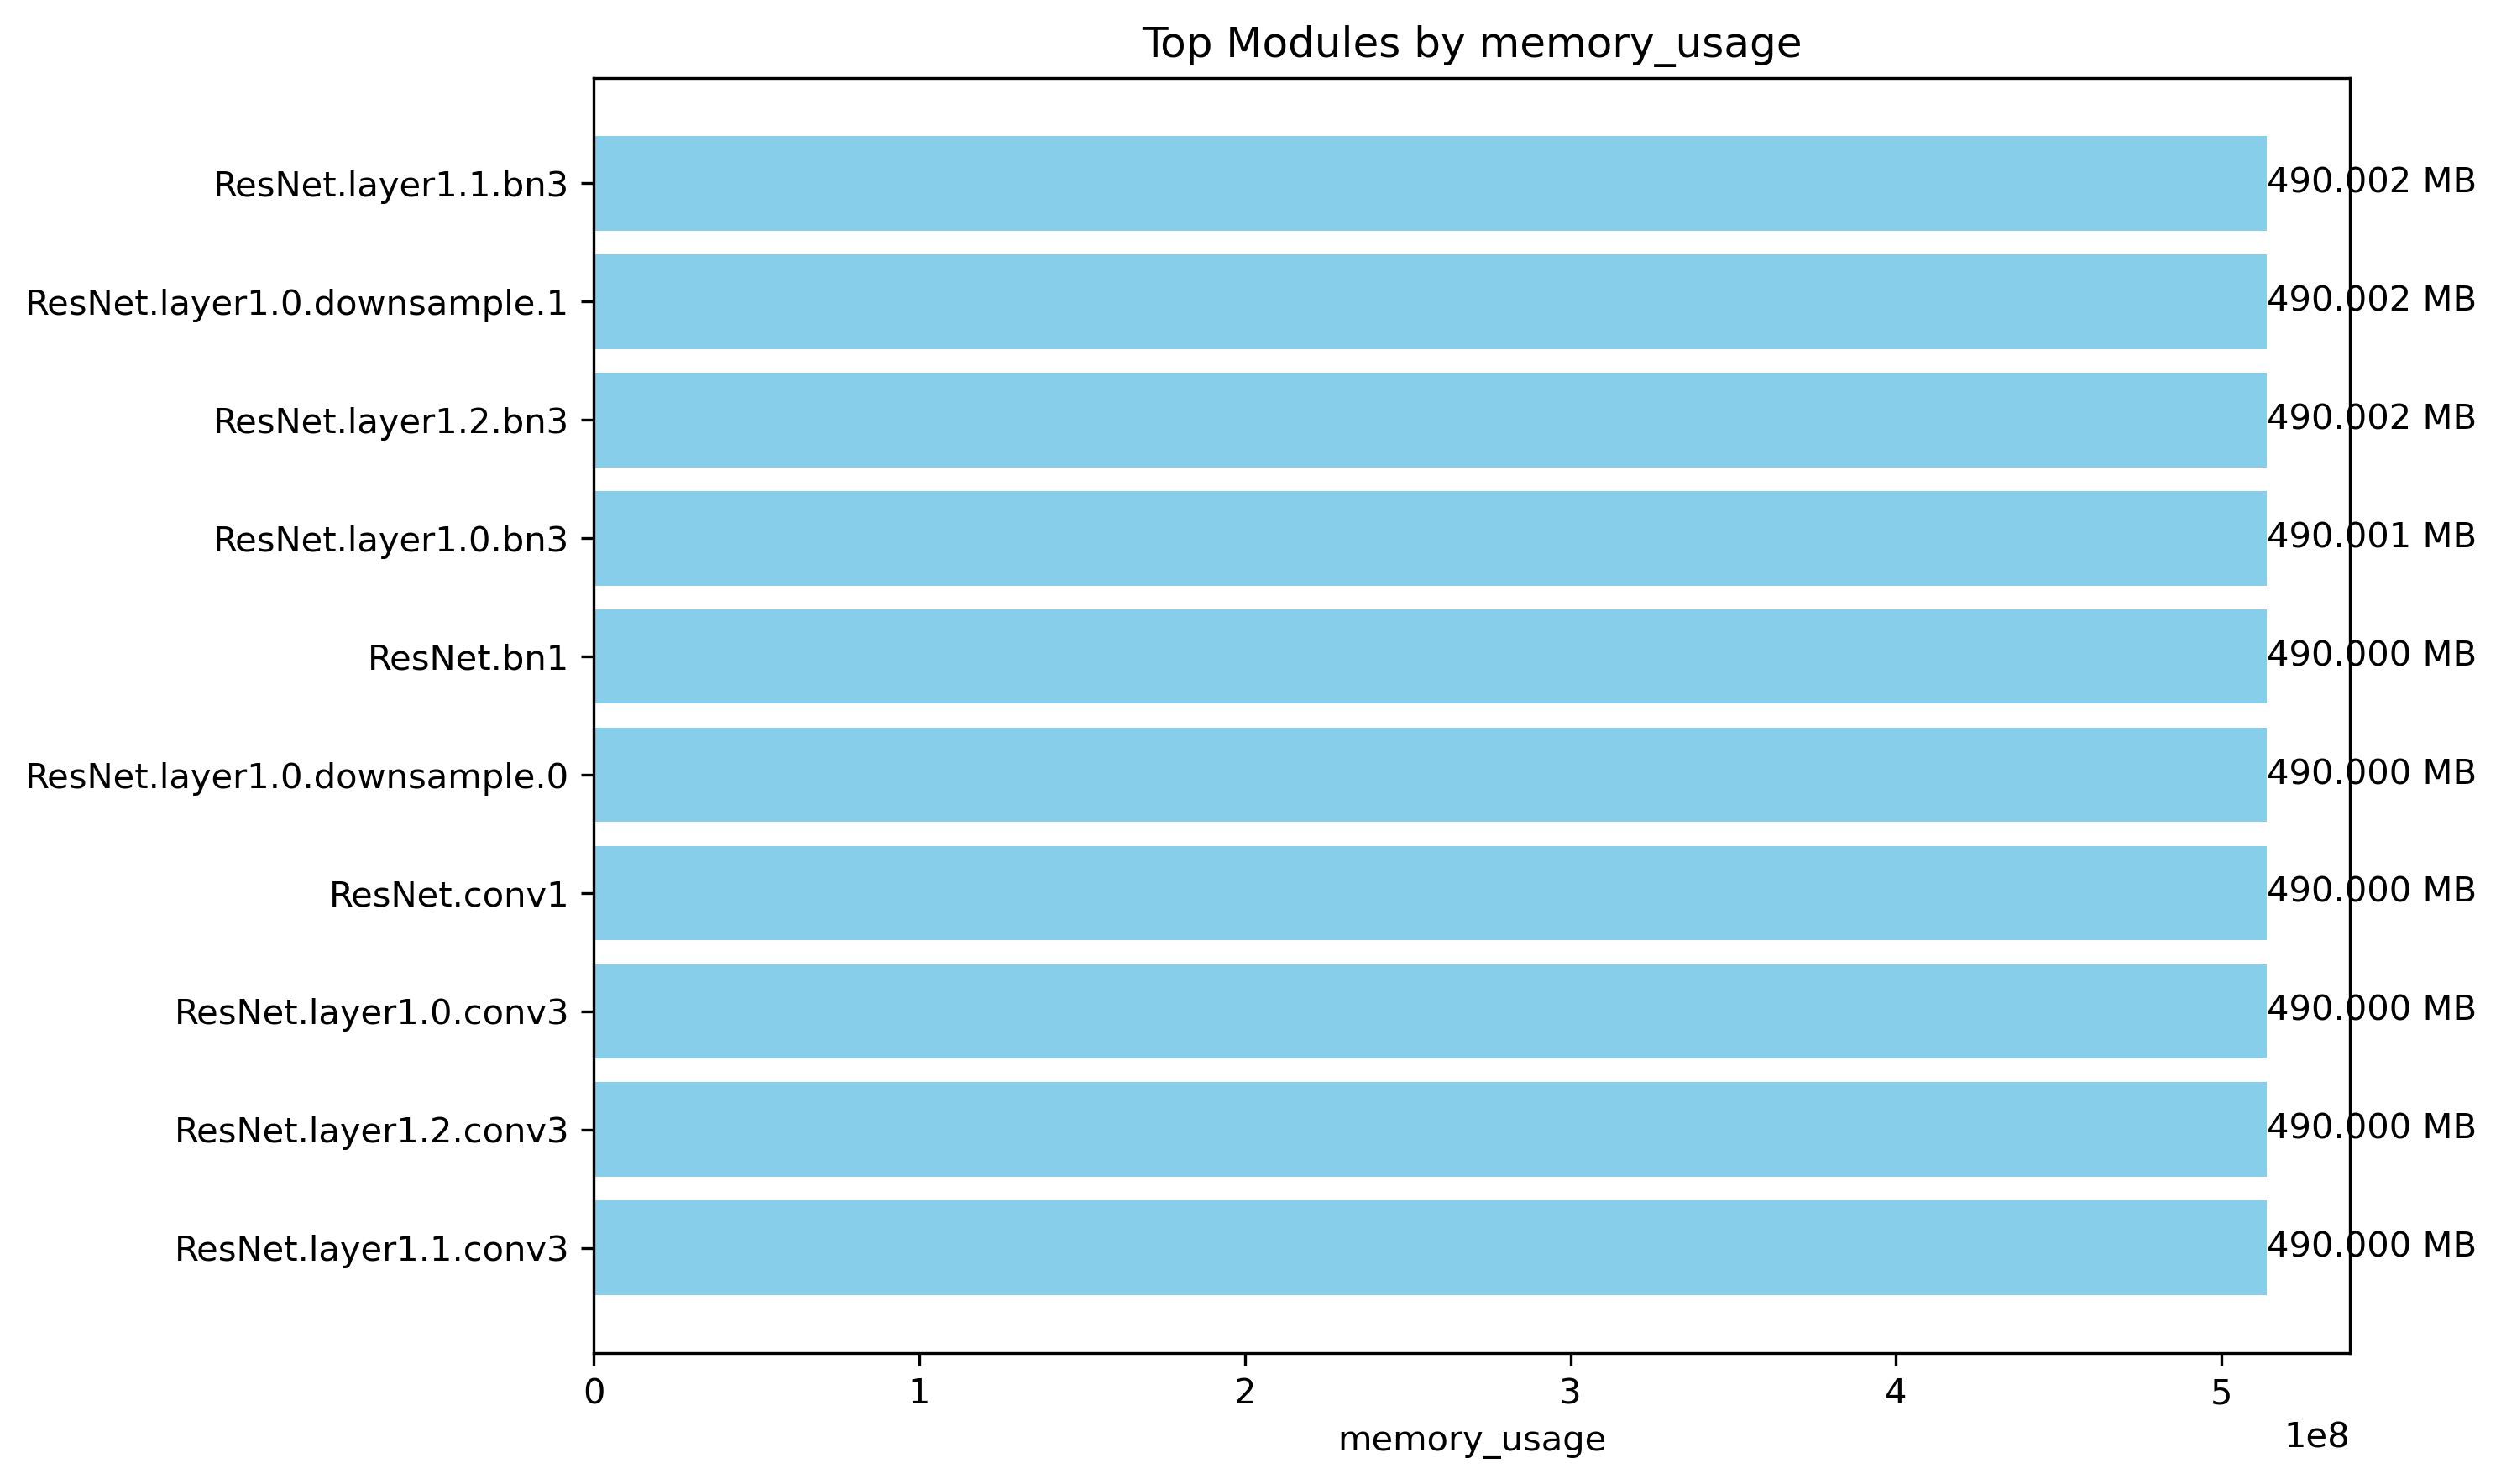 Top Modules by memory_usage
ResNet.layer1.1.bn3 490.002 MB
ResNet.layer1.0.downsample.1 490.002 MB
ResNet.layer1.2.bn3 490.002 MB
ResNet.layer1.0.bn3 490.001 MB
ResNet.bn1 490.000 MB
ResNet.layer1.0.downsample.0 490.000 MB
ResNet.conv1 490.000 MB
ResNet.layer1.0.conv3 490.000 MB
ResNet.layer1.2.conv3 490.000 MB
ResNet.layer1.1.conv3 490.000 MB
0 1 2 3 4 5
1e8
memory_usage